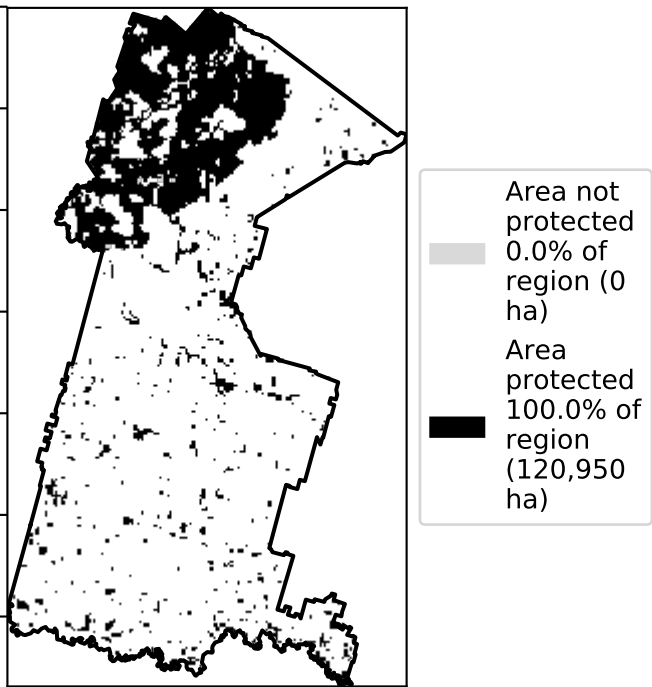 Area not
protected
0.0% of
region (0
ha)
Area
protected
100.0% of
region
(120,950
ha)